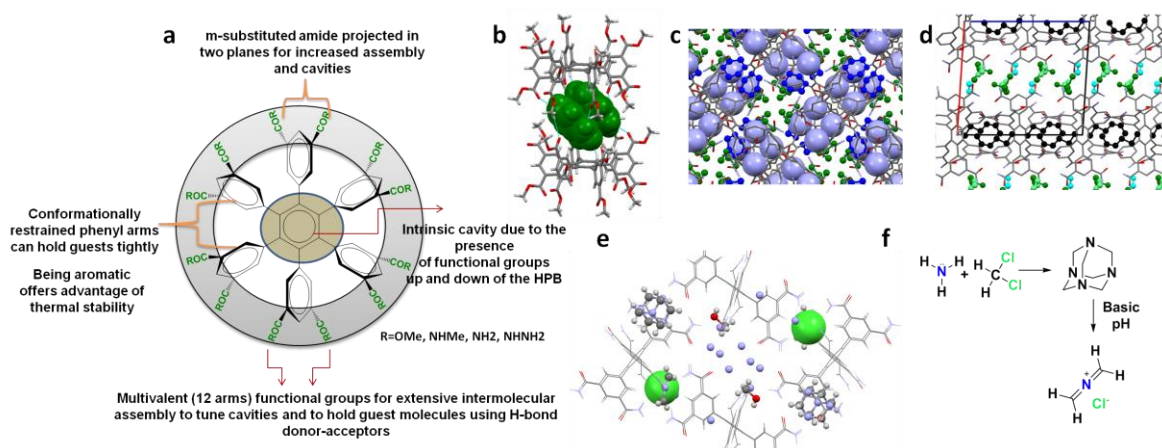 a
m-substituted amide projected in
two planes for increased assembly
and cavities
COR
COR
COR
ROC
COR
ROC
COR
ROC
COR
ROC
ROC
COR
Conformationally
restrained phenyl arms
can hold guests tightly
Being aromatic
offers advantage of
thermal stability
Intrinsic cavity due to the
presence
of functional groups
up and down of the HPB
R=OMe, NHMe, NH2, NHNH2
Multivalent (12 arms) functional groups for extensive intermolecular
assembly to tune cavities and to hold guest molecules using H-bond
donor-acceptors
b
c
d
e
f
H N H
H
+
H C Cl
H Cl
N
N N
N
Basic
pH
H
C H
N +
H C
H Cl-